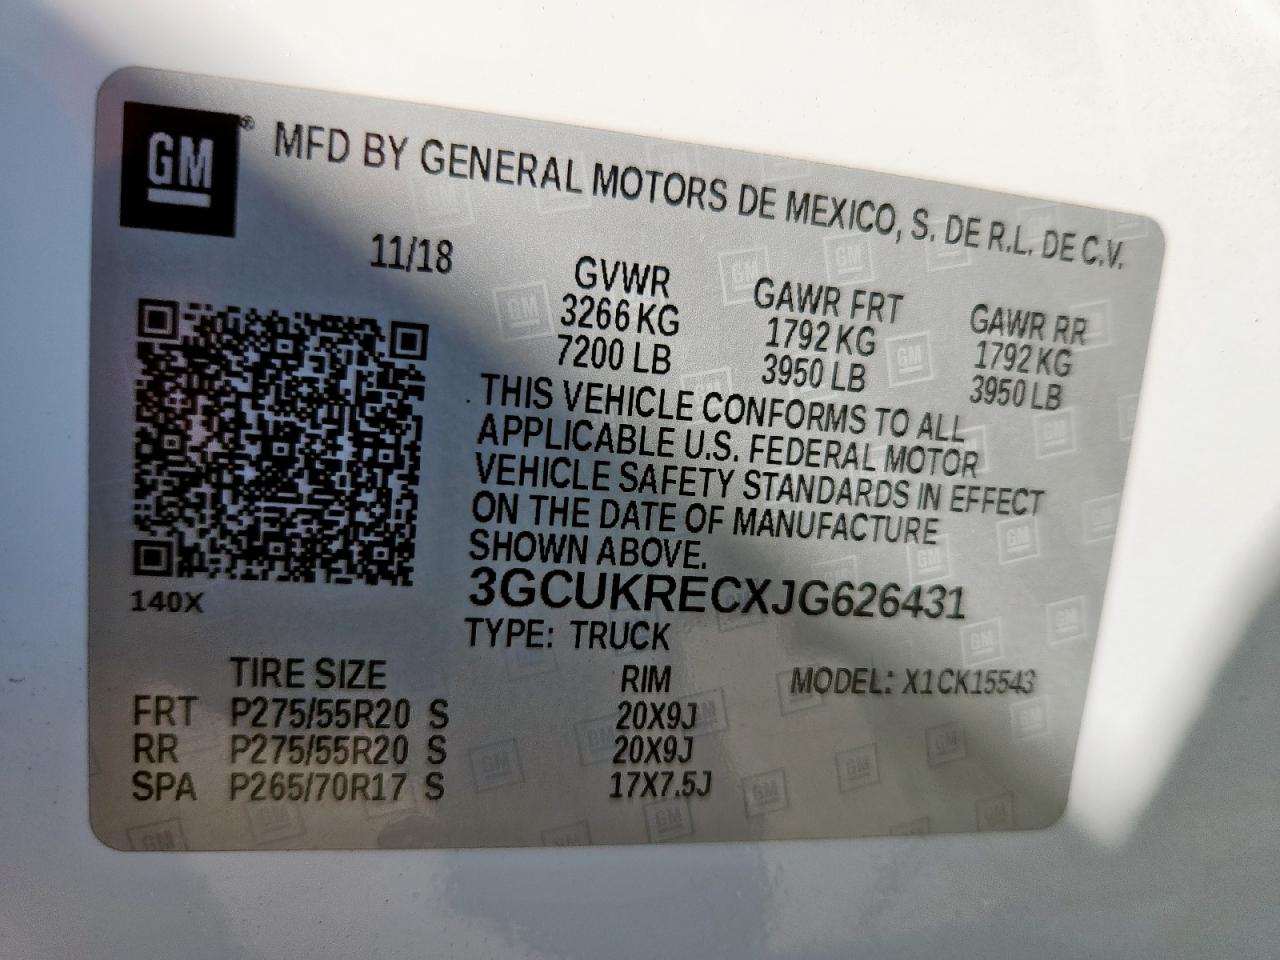 GM® MFD BY GENERAL MOTORS DE MEXICO, S. DE R.L. DE C.V.
11/18
GVWR GAWR FRT GAWR RR
3266 KG 1792 KG 1792 KG
7200 LB 3950 LB 3950 LB
THIS VEHICLE CONFORMS TO ALL
APPLICABLE U.S. FEDERAL MOTOR
VEHICLE SAFETY STANDARDS IN EFFECT
ON THE DATE OF MANUFACTURE
SHOWN ABOVE.
3GCUKRECXJG626431
140X
TYPE: TRUCK
TIRE SIZE RIM MODEL: X1CK15543
FRT P275/55R20 S 20X9J
RR P275/55R20 S 20X9J
SPA P265/70R17 S 17X7.5J